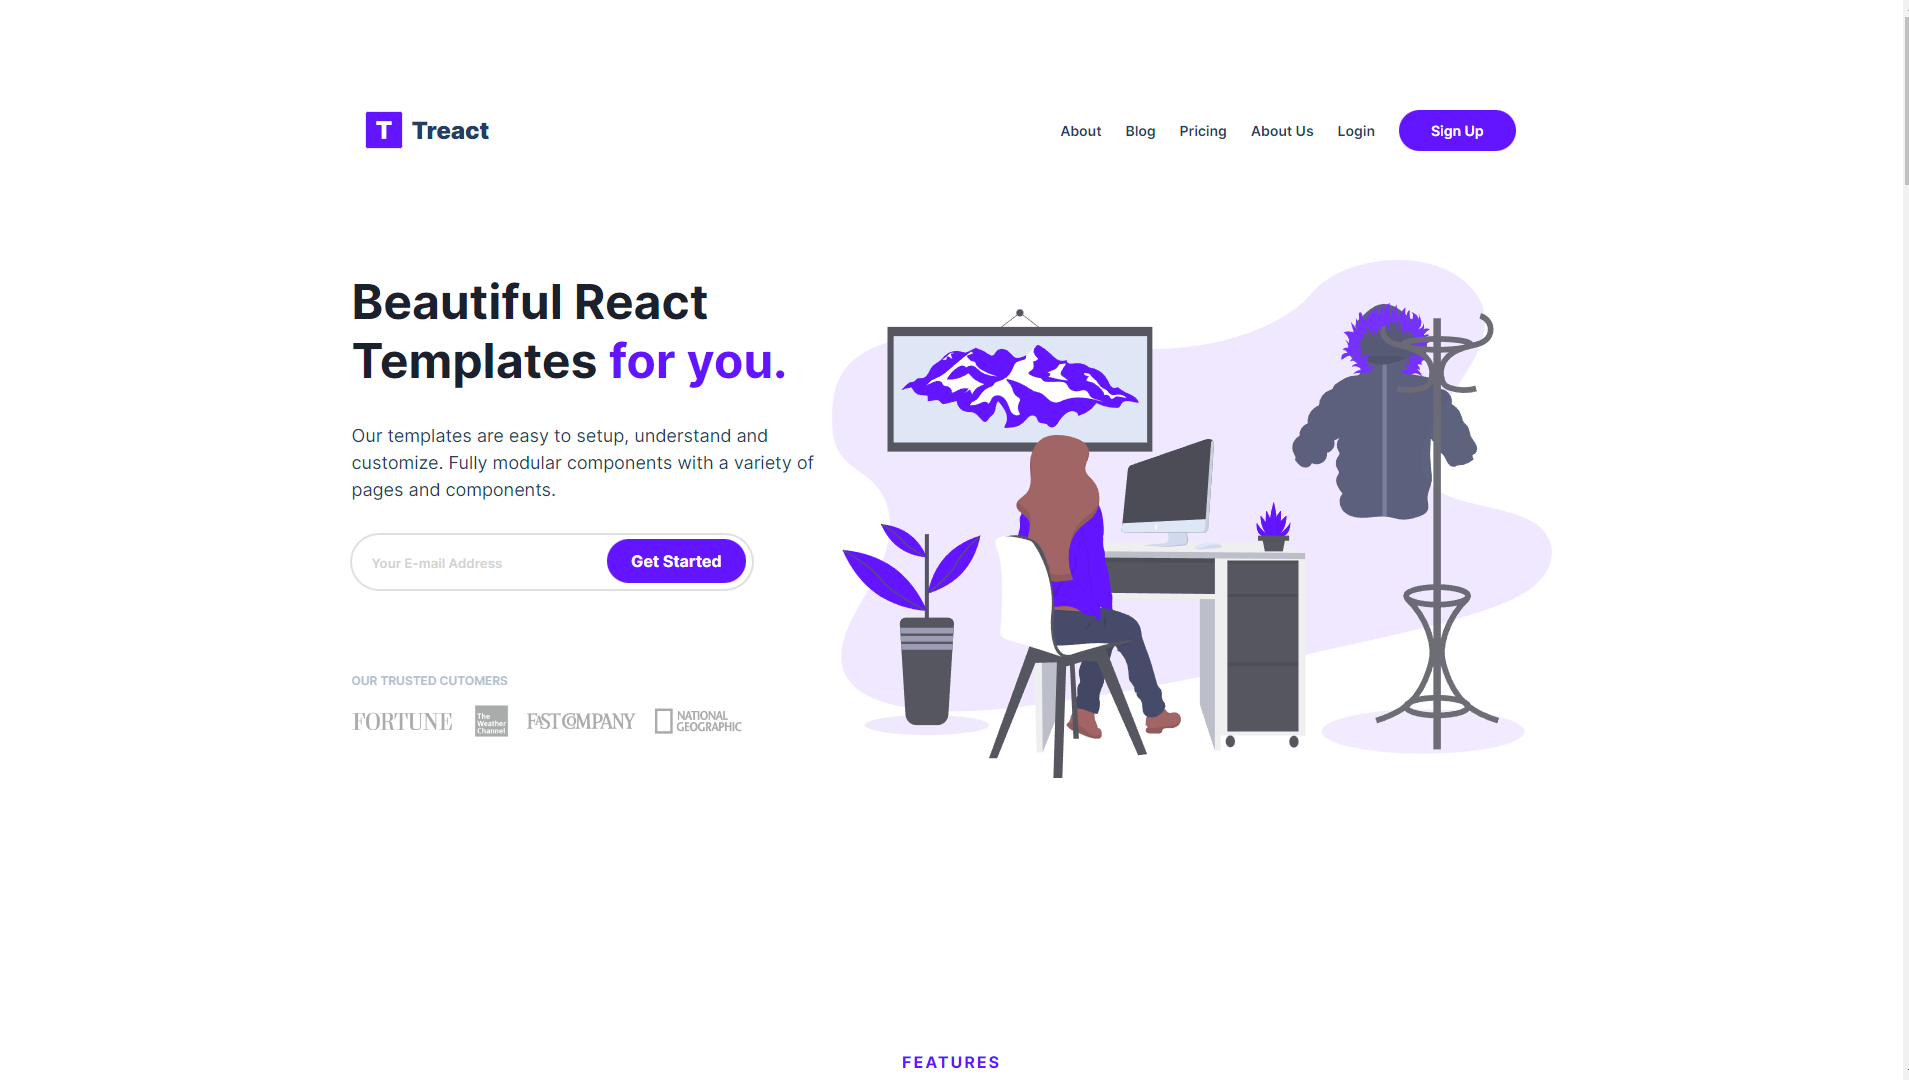 T Treact
About Blog Pricing About Us Login Sign Up
Beautiful React
Templates for you.
Our templates are easy to setup, understand and
customize. Fully modular components with a variety of
pages and components.
Your E-mail Address Get Started
OUR TRUSTED CUTOMERS
FORTUNE
The
Weather
Channel
FASTCOMPANY
NATIONAL
GEOGRAPHIC
FEATURES